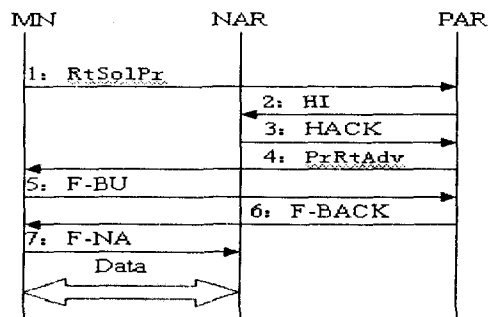 MN NAR PAR
1: RtSolPr
2: HI
3: HACK
4: PrRtAdv
5: F-BU
6: F-BACK
7: F-NA
Data